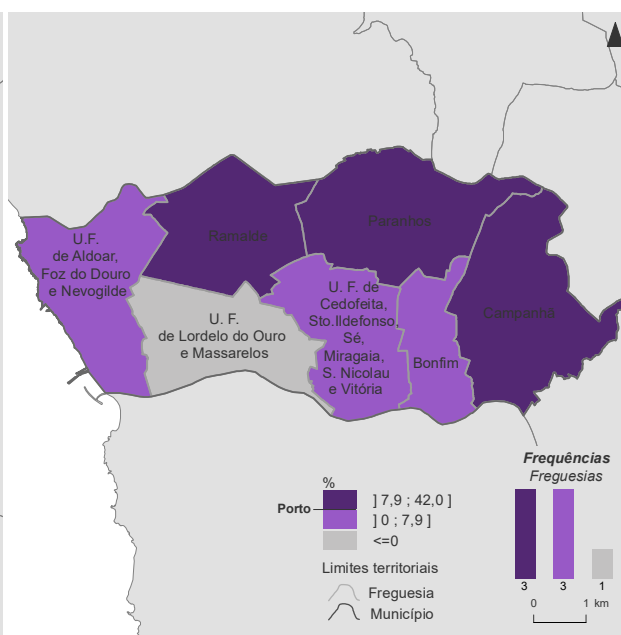 Ramalde
Paranhos
U.F.
de Aldoar,
Foz do Douro
e Nevogilde
U. F.
de Lordelo do Ouro
e Massarelos
U. F. de
Cedofeita,
Sto.Ildefonso,
Sé,
Miragaia,
S. Nicolau
e Vitória
Bonfim
Campanhã
%
Porto
] 7,9 ; 42,0 ]
] 0 ; 7,9 ]
<=0
Limites territoriais
Freguesia
Município
Frequências
Freguesias
3 3 1
0 1 km